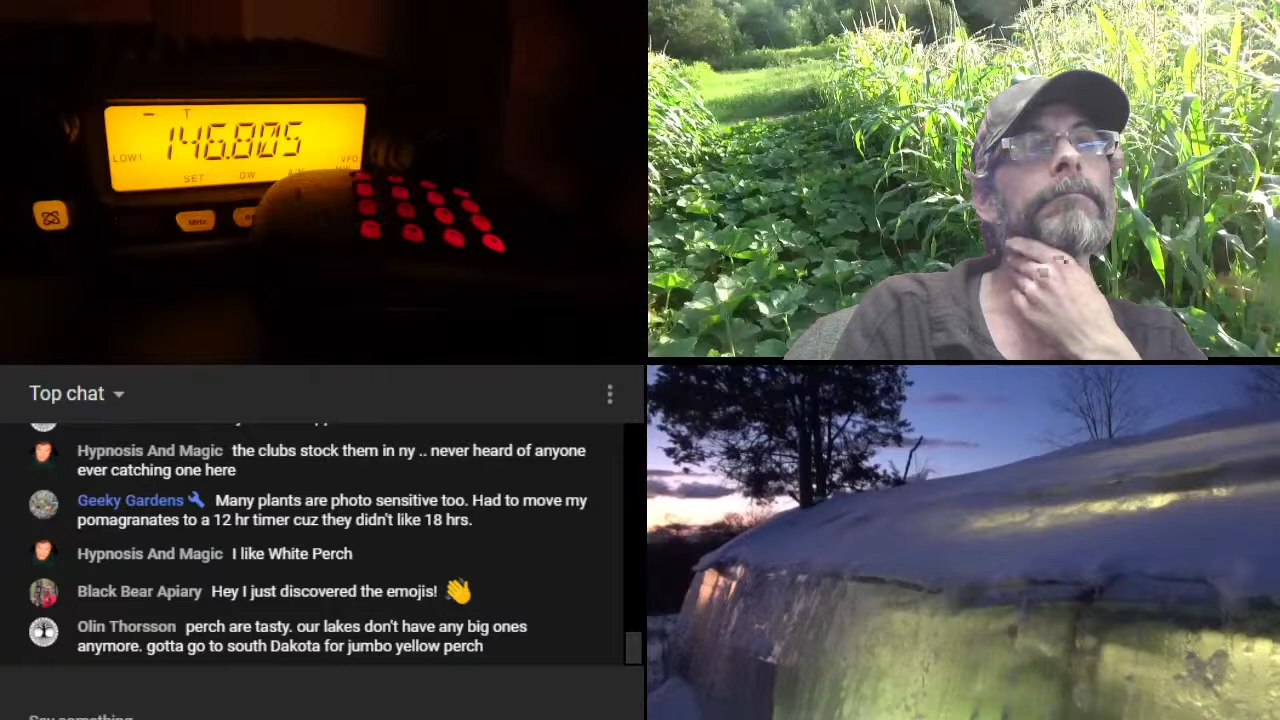 T
146.805
LOW1
VFO
SET
DW
MHz
Top chat
Hypnosis And Magic the clubs stock them in ny .. never heard of anyone
ever catching one here
Geeky Gardens Many plants are photo sensitive too. Had to move my
pomagranates to a 12 hr timer cuz they didn't like 18 hrs.
Hypnosis And Magic I like White Perch
Black Bear Apiary Hey I just discovered the emojis! 👋
Olin Thorsson perch are tasty. our lakes don't have any big ones
anymore. gotta go to south Dakota for jumbo yellow perch
Say something